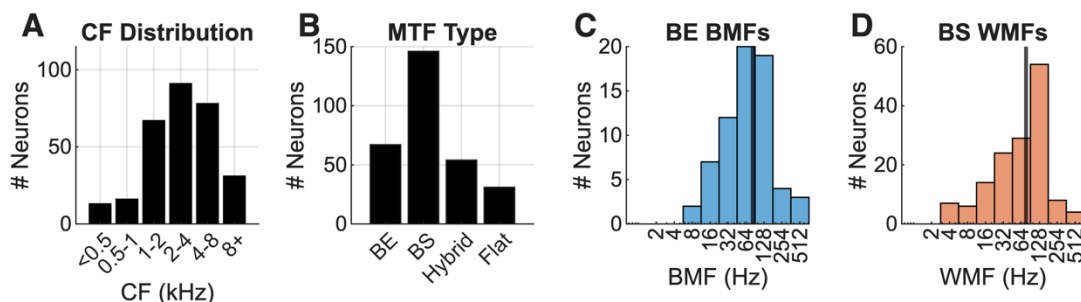 A CF Distribution
# Neurons
100
50
0
<0.5
0.5-1
1-2
2-4
4-8
8+
CF (kHz)
B MTF Type
# Neurons
150
100
50
0
BE
BS
Hybrid
Flat
C BE BMFs
# Neurons
20
15
10
5
0
2
4
8
16
32
64
128
254
512
BMF (Hz)
D BS WMFs
# Neurons
60
40
20
0
2
4
8
16
32
64
128
254
512
WMF (Hz)